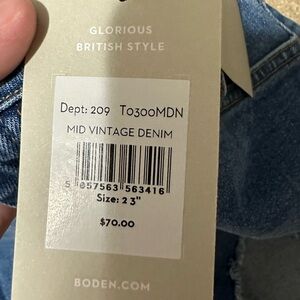 GLORIOUS
BRITISH STYLE
Dept: 209 T0300MDN
MID VINTAGE DENIM
5 057563 563416
Size: 23"
$70.00
BODEN.COM